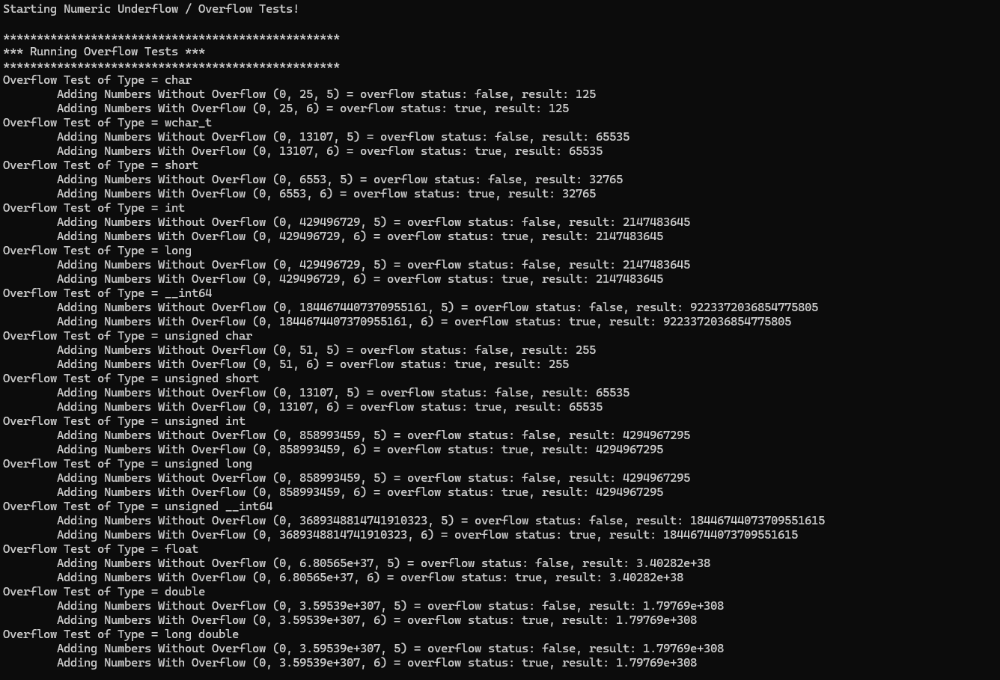 Starting Numeric Underflow / Overflow Tests!
**************************************************
*** Running Overflow Tests ***
**************************************************
Overflow Test of Type = char
Adding Numbers Without Overflow (0, 25, 5) = overflow status: false, result: 125
Adding Numbers With Overflow (0, 25, 6) = overflow status: true, result: 125
Overflow Test of Type = wchar_t
Adding Numbers Without Overflow (0, 13107, 5) = overflow status: false, result: 65535
Adding Numbers With Overflow (0, 13107, 6) = overflow status: true, result: 65535
Overflow Test of Type = short
Adding Numbers Without Overflow (0, 6553, 5) = overflow status: false, result: 32765
Adding Numbers With Overflow (0, 6553, 6) = overflow status: true, result: 32765
Overflow Test of Type = int
Adding Numbers Without Overflow (0, 429496729, 5) = overflow status: false, result: 2147483645
Adding Numbers With Overflow (0, 429496729, 6) = overflow status: true, result: 2147483645
Overflow Test of Type = long
Adding Numbers Without Overflow (0, 429496729, 5) = overflow status: false, result: 2147483645
Adding Numbers With Overflow (0, 429496729, 6) = overflow status: true, result: 2147483645
Overflow Test of Type = __int64
Adding Numbers Without Overflow (0, 1844674407370955161, 5) = overflow status: false, result: 9223372036854775805
Adding Numbers With Overflow (0, 1844674407370955161, 6) = overflow status: true, result: 9223372036854775805
Overflow Test of Type = unsigned char
Adding Numbers Without Overflow (0, 51, 5) = overflow status: false, result: 255
Adding Numbers With Overflow (0, 51, 6) = overflow status: true, result: 255
Overflow Test of Type = unsigned short
Adding Numbers Without Overflow (0, 13107, 5) = overflow status: false, result: 65535
Adding Numbers With Overflow (0, 13107, 6) = overflow status: true, result: 65535
Overflow Test of Type = unsigned int
Adding Numbers Without Overflow (0, 858993459, 5) = overflow status: false, result: 4294967295
Adding Numbers With Overflow (0, 858993459, 6) = overflow status: true, result: 4294967295
Overflow Test of Type = unsigned long
Adding Numbers Without Overflow (0, 858993459, 5) = overflow status: false, result: 4294967295
Adding Numbers With Overflow (0, 858993459, 6) = overflow status: true, result: 4294967295
Overflow Test of Type = unsigned __int64
Adding Numbers Without Overflow (0, 3689348814741910323, 5) = overflow status: false, result: 18446744073709551615
Adding Numbers With Overflow (0, 3689348814741910323, 6) = overflow status: true, result: 18446744073709551615
Overflow Test of Type = float
Adding Numbers Without Overflow (0, 6.80565e+37, 5) = overflow status: false, result: 3.40282e+38
Adding Numbers With Overflow (0, 6.80565e+37, 6) = overflow status: true, result: 3.40282e+38
Overflow Test of Type = double
Adding Numbers Without Overflow (0, 3.59539e+307, 5) = overflow status: false, result: 1.79769e+308
Adding Numbers With Overflow (0, 3.59539e+307, 6) = overflow status: true, result: 1.79769e+308
Overflow Test of Type = long double
Adding Numbers Without Overflow (0, 3.59539e+307, 5) = overflow status: false, result: 1.79769e+308
Adding Numbers With Overflow (0, 3.59539e+307, 6) = overflow status: true, result: 1.79769e+308